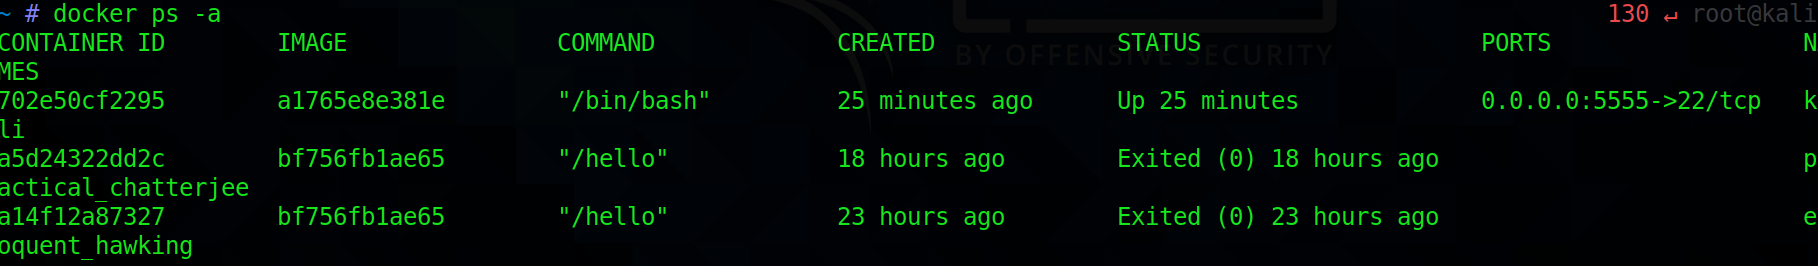 ~ # docker ps -a 130 ↵ root@kali
CONTAINER ID IMAGE COMMAND CREATED STATUS PORTS N
MES
702e50cf2295 a1765e8e381e "/bin/bash" 25 minutes ago Up 25 minutes 0.0.0.0:5555->22/tcp k
li
a5d24322dd2c bf756fb1ae65 "/hello" 18 hours ago Exited (0) 18 hours ago p
actical_chatterjee
a14f12a87327 bf756fb1ae65 "/hello" 23 hours ago Exited (0) 23 hours ago e
oquent_hawking
BY OFFENSIVE SECURITY